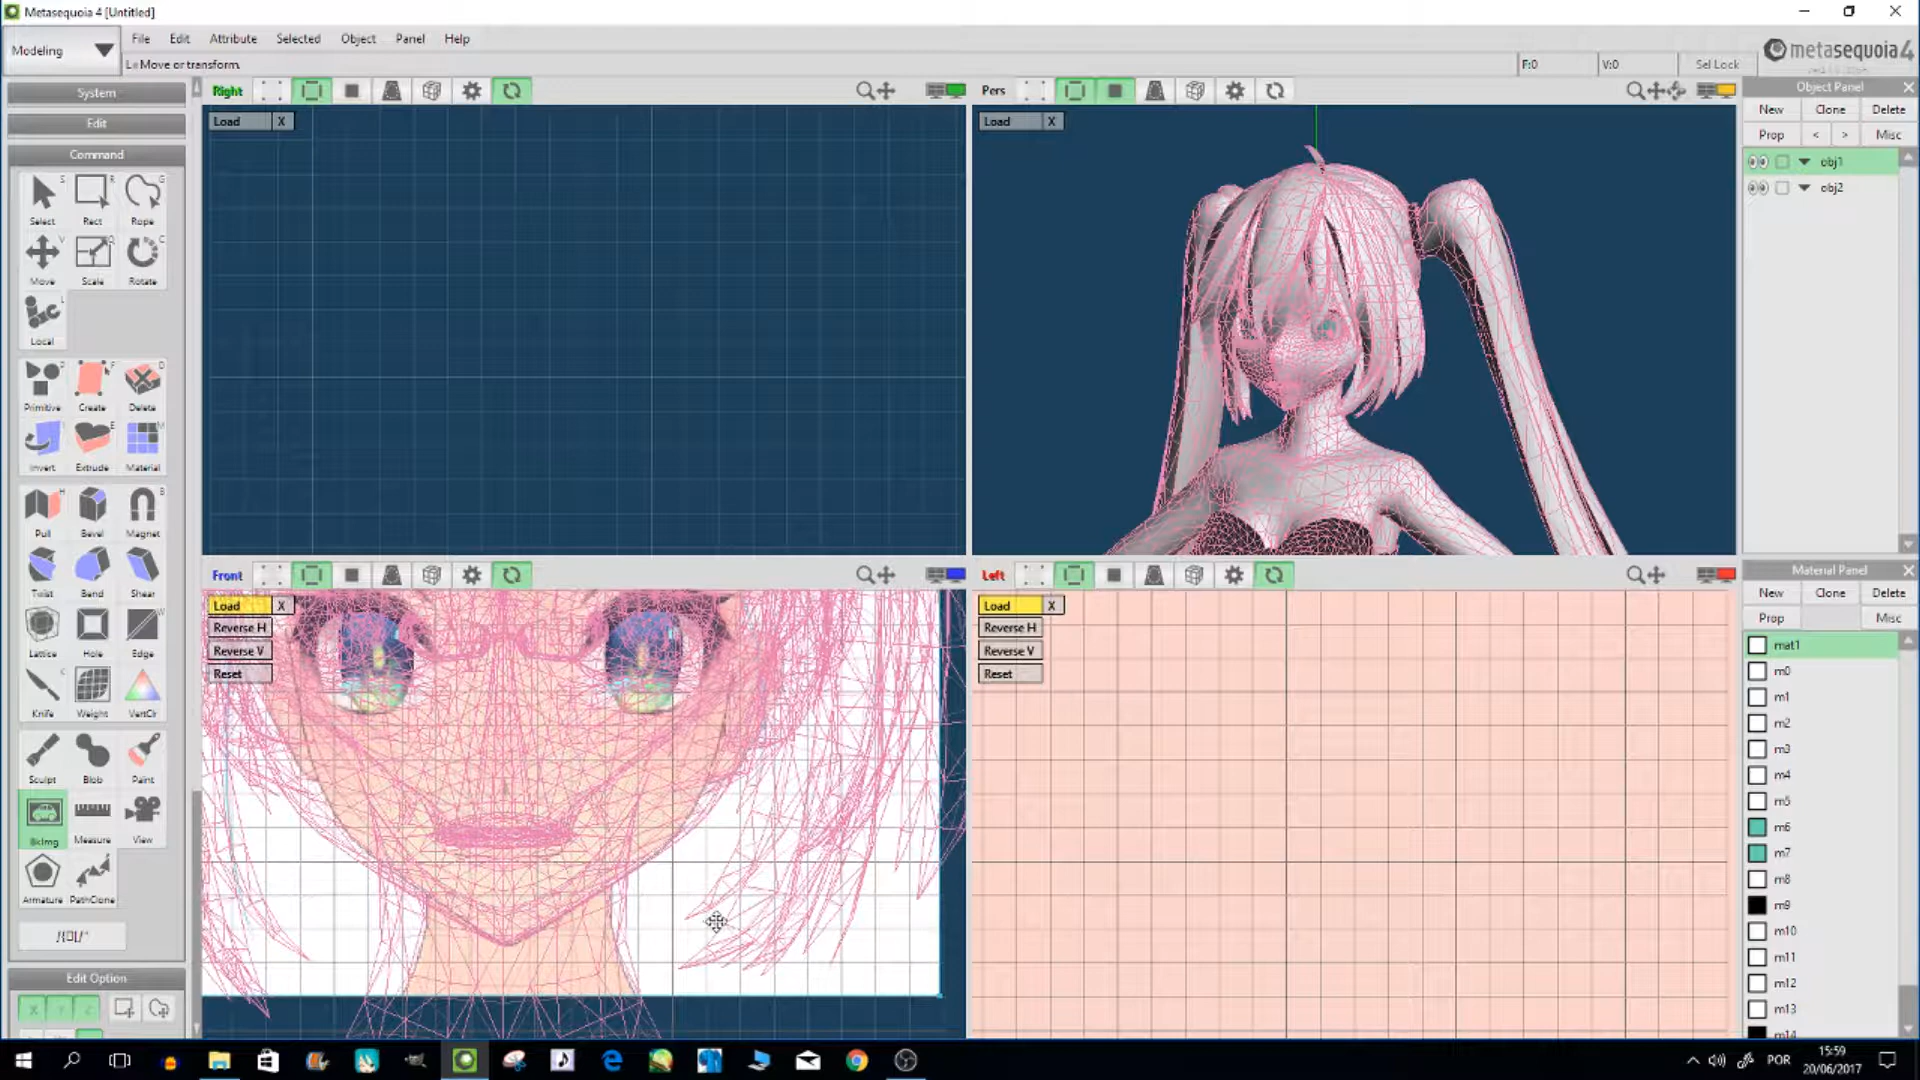 Metasequoia 4 [Untitled]
Modeling
File Edit Attribute Selected Object Panel Help
Move or transform.
F:0
V:0
Sel Lock
metasequoia 4
System
Edit
Command
Select S
Rect R
Rope G
Move V
Scale Q
Rotate C
Local L
Primitive P
Create F
Delete D
Invert I
Extrude E
Material M
Pull H
Bevel
Magnet B
Twist
Bend
Shear
Lattice
Hole
Edge W
Knife C
Weight
VertClr
Sculpt
Blob
Paint
BkImg
Measure
View
Armature
PathClone
Edit Option
X Y Z
Right
Load X
Pers
Load X
Front
Load X
Reverse H
Reverse V
Reset
Left
Load X
Reverse H
Reverse V
Reset
Object Panel
New Clone Delete
Prop < > Misc
obj1
obj2
Material Panel
New Clone Delete
Prop Misc
mat1
m0
m1
m2
m3
m4
m5
m6
m7
m8
m9
m10
m11
m12
m13
m14
POR
15:59
20/06/2017